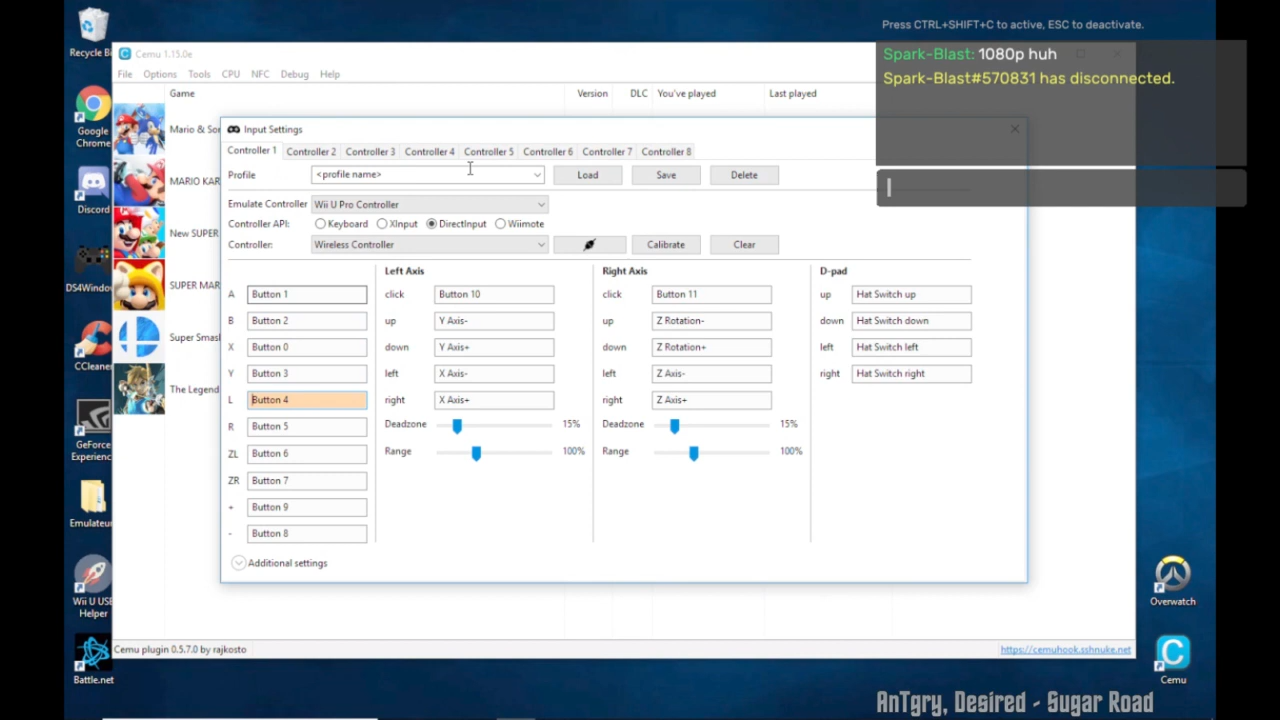 Press CTRL+SHIFT+C to active, ESC to deactivate.
Spark-Blast: 1080p huh
Spark-Blast#570831 has disconnected.
Recycle Bi
Google
Chrome
Discord
DS4Window
CCleane
GeForce
Experienc
Emulateu
Wii U USE
Helper
Battle.net
Overwatch
Cemu
Cemu 1.15.0e
File Options Tools CPU NFC Debug Help
Game Version DLC You've played Last played
Mario & So
MARIO KAR
New SUPER
SUPER MAR
Super Smas
The Legend
Input Settings
Controller 1 Controller 2 Controller 3 Controller 4 Controller 5 Controller 6 Controller 7 Controller 8
Profile <profile name> Load Save Delete
Emulate Controller Wii U Pro Controller
Controller API: Keyboard XInput DirectInput Wiimote
Controller: Wireless Controller Calibrate Clear
Left Axis Right Axis D-pad
A Button 1 click Button 10 click Button 11 up Hat Switch up
B Button 2 up Y Axis- up Z Rotation- down Hat Switch down
X Button 0 down Y Axis+ down Z Rotation+ left Hat Switch left
Y Button 3 left X Axis- left Z Axis- right Hat Switch right
L Button 4 right X Axis+ right Z Axis+
R Button 5 Deadzone 15% Deadzone 15%
ZL Button 6 Range 100% Range 100%
ZR Button 7
+ Button 9
- Button 8
Additional settings
Cemu plugin 0.5.7.0 by rajkosto
https://cemuhook.sshnuke.net
AnTgry, Desired - Sugar Road